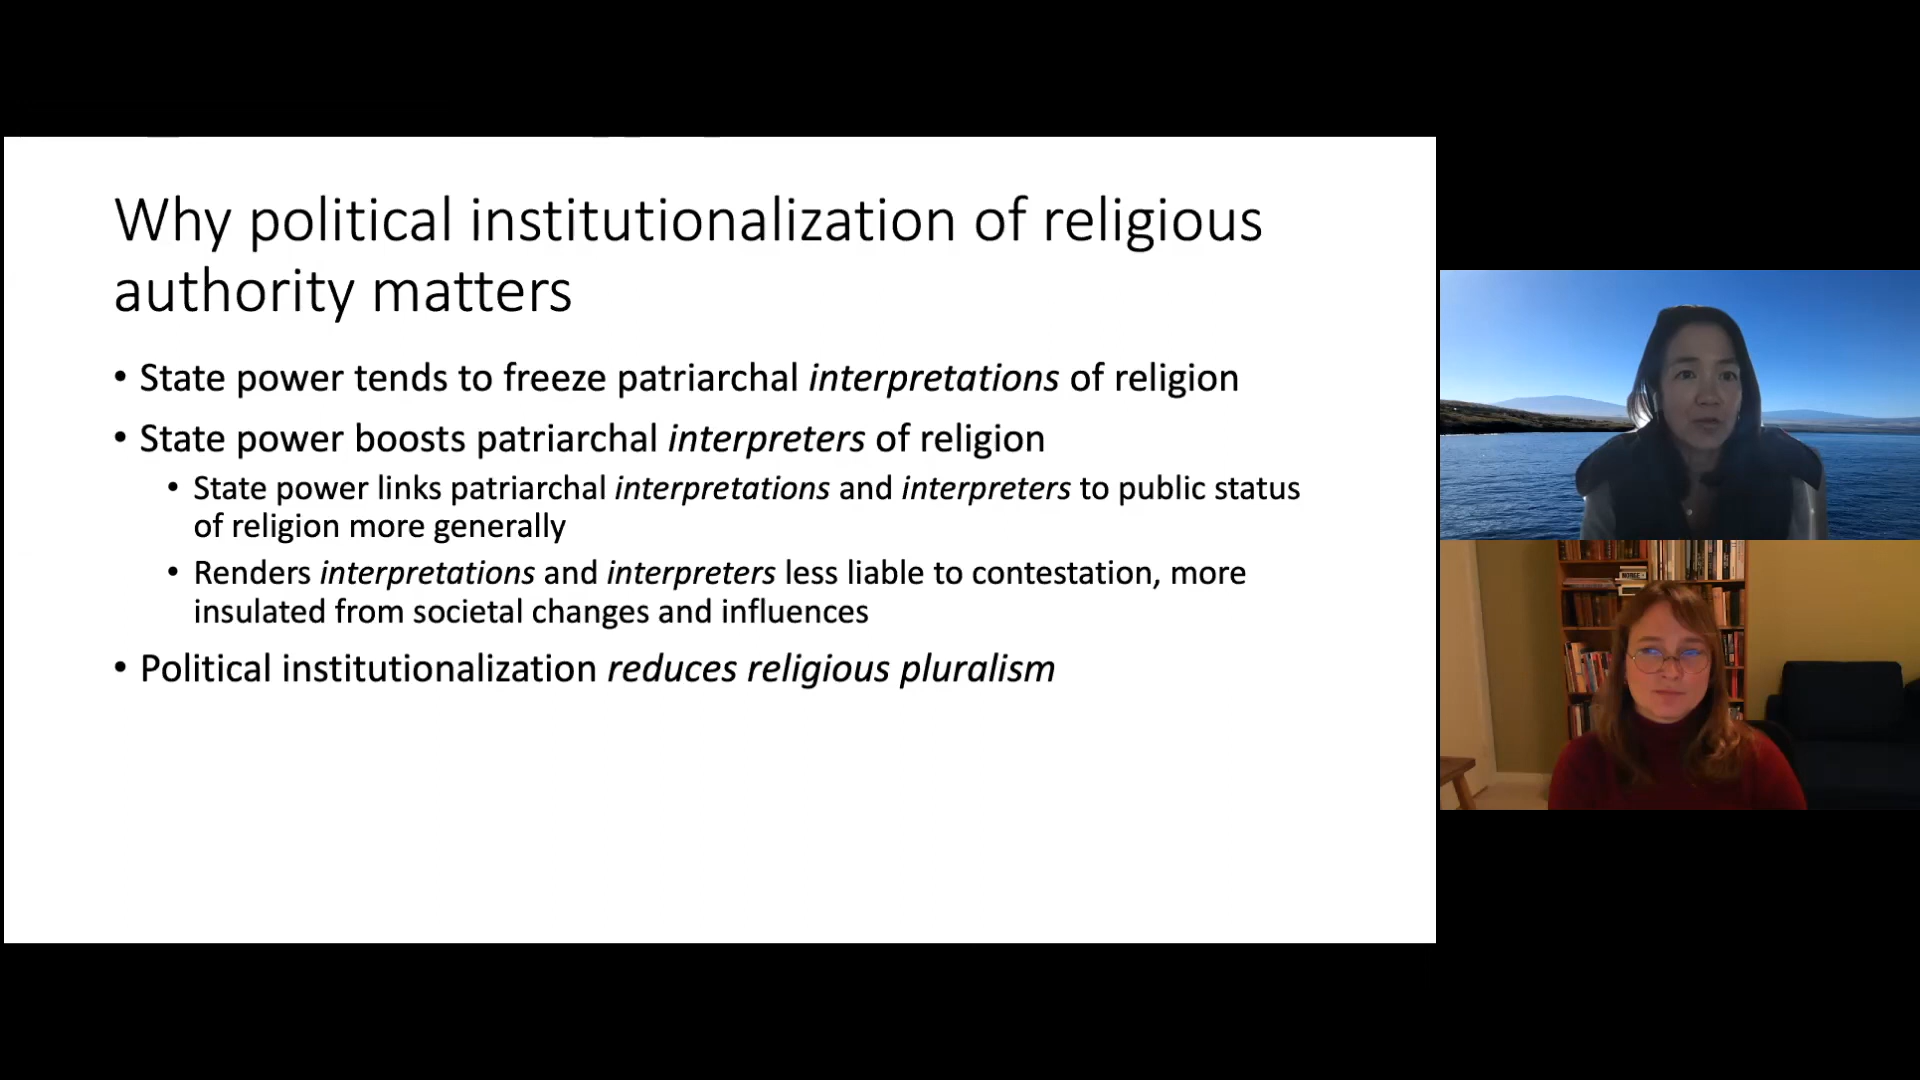 Why political institutionalization of religious
authority matters
• State power tends to freeze patriarchal interpretations of religion
• State power boosts patriarchal interpreters of religion
• State power links patriarchal interpretations and interpreters to public status
of religion more generally
• Renders interpretations and interpreters less liable to contestation, more
insulated from societal changes and influences
• Political institutionalization reduces religious pluralism